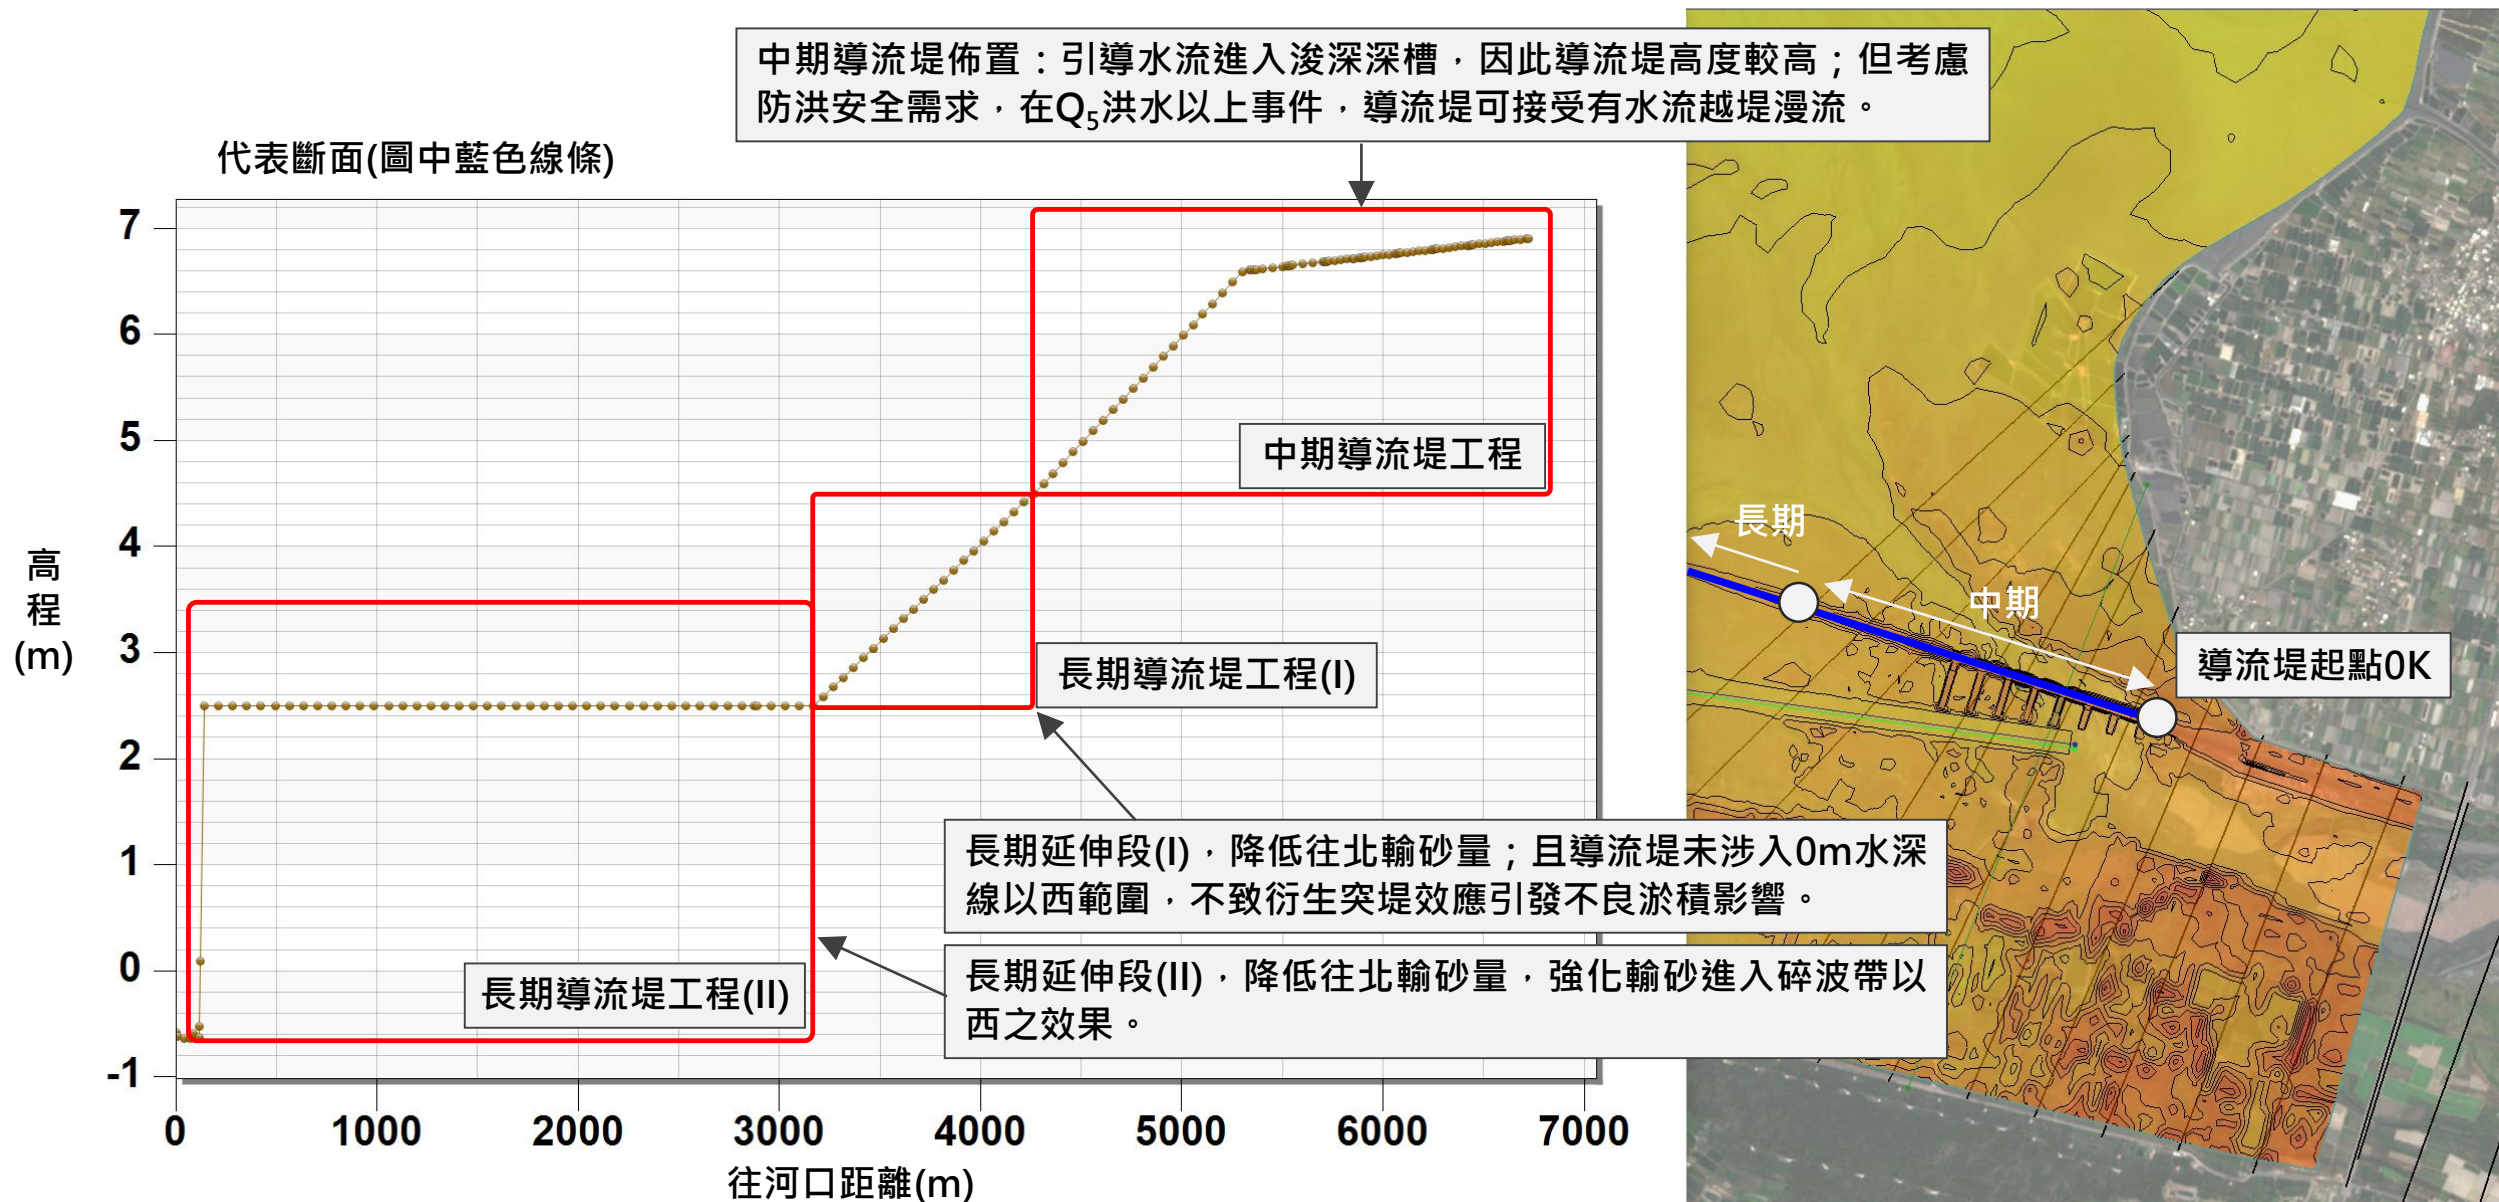 中期導流堤佈置：引導水流進入浚深深槽，因此導流堤高度較高；但考慮
防洪安全需求，在Q5洪水以上事件，導流堤可接受有水流越堤漫流。
代表斷面(圖中藍色線條)
7
6
5
4
3
2
1
0
-1
高
程
(m)
中期導流堤工程
長期導流堤工程(I)
長期延伸段(I)，降低往北輸砂量；且導流堤未涉入0m水深
線以西範圍，不致衍生突堤效應引發不良淤積影響。
長期導流堤工程(II)
長期延伸段(II)，降低往北輸砂量，強化輸砂進入碎波帶以
西之效果。
0
1000
2000
3000
4000
5000
6000
7000
往河口距離(m)
長期
中期
導流堤起點0K